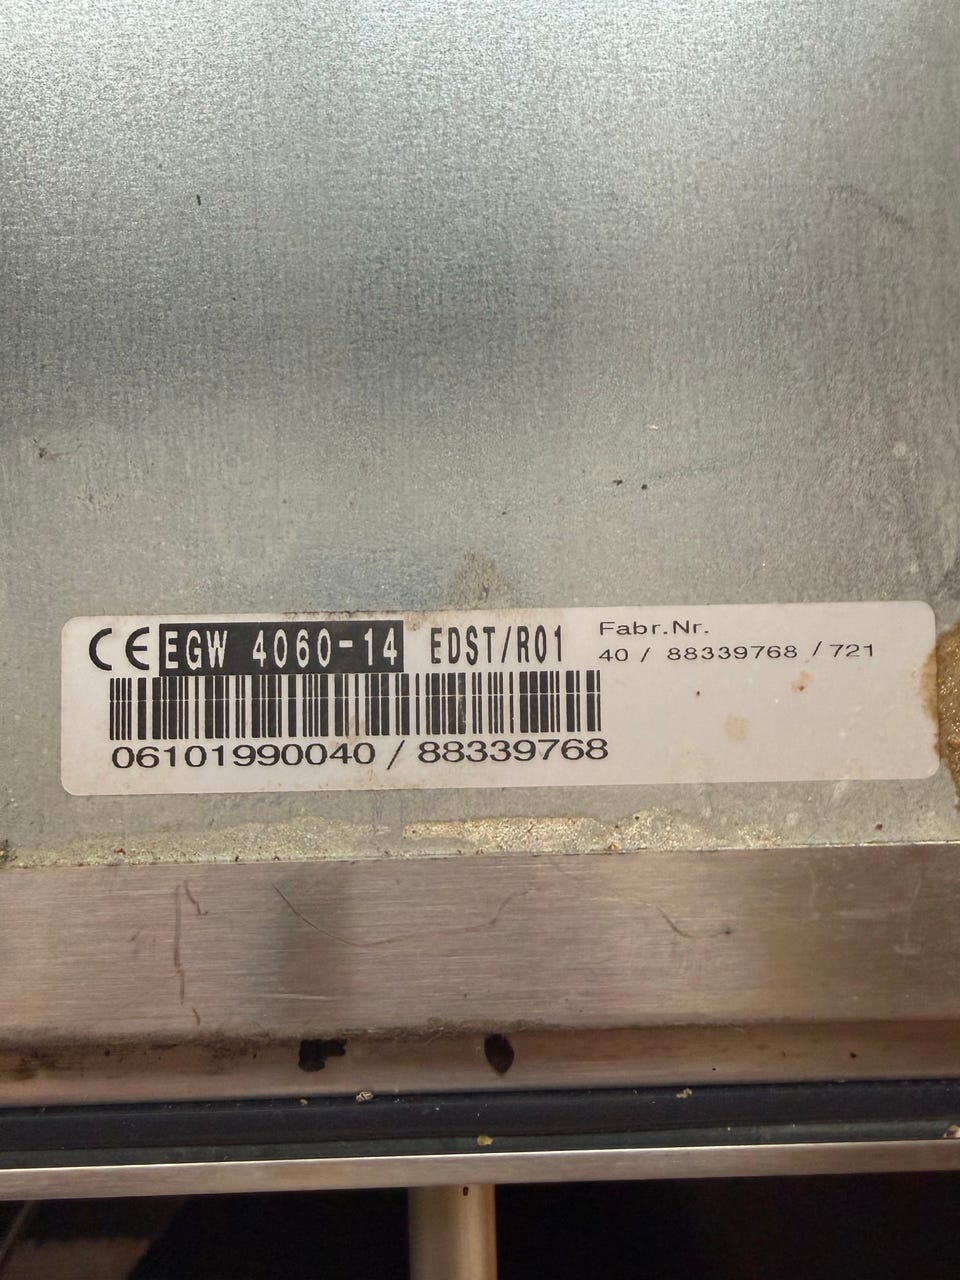 CE EGW 4060-14 EDST/R01
Fabr.Nr.
40 / 88339768 / 721
06101990040 / 88339768